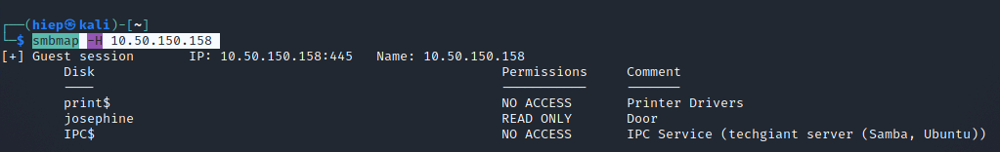 ┌──(hiep㉿kali)-[~]
└─$ smbmap -H 10.50.150.158
[+] Guest session IP: 10.50.150.158:445 Name: 10.50.150.158
Disk Permissions Comment
---- ----------- -------
print$ NO ACCESS Printer Drivers
josephine READ ONLY Door
IPC$ NO ACCESS IPC Service (techgiant server (Samba, Ubuntu))